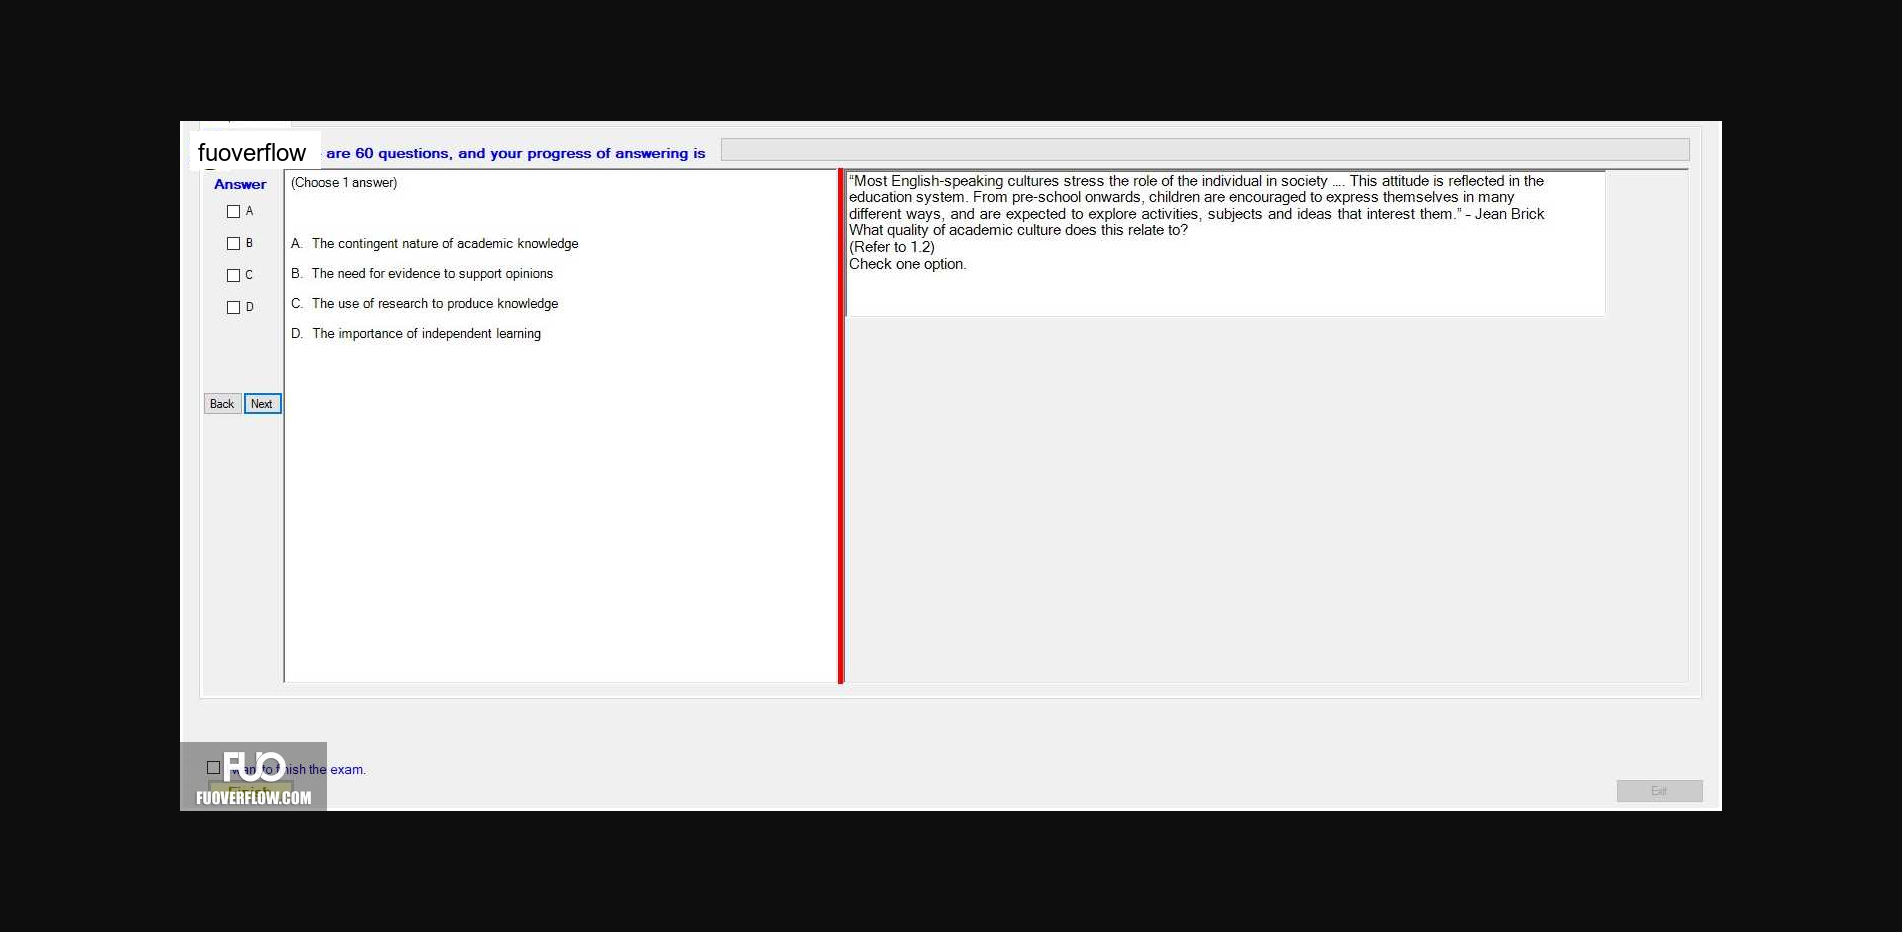 fuoverflow are 60 questions, and your progress of answering is
Answer
A
B
C
D
Back Next
(Choose 1 answer)
A. The contingent nature of academic knowledge
B. The need for evidence to support opinions
C. The use of research to produce knowledge
D. The importance of independent learning
“Most English-speaking cultures stress the role of the individual in society .... This attitude is reflected in the
education system. From pre-school onwards, children are encouraged to express themselves in many
different ways, and are expected to explore activities, subjects and ideas that interest them.” - Jean Brick
What quality of academic culture does this relate to?
(Refer to 1.2)
Check one option.
FUO
want to finish the exam.
Finish
FUOVERFLOW.COM
Exit